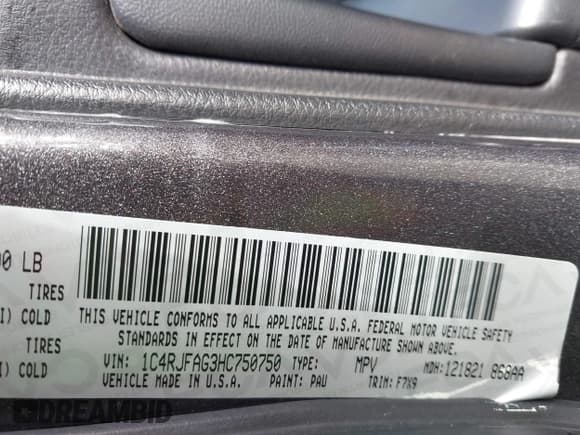 00 LB
TIRES
I) COLD
TIRES
I) COLD
THIS VEHICLE CONFORMS TO ALL APPLICABLE U.S.A. FEDERAL MOTOR VEHICLE SAFETY
STANDARDS IN EFFECT ON THE DATE OF MANUFACTURE SHOWN ABOVE.
VIN: 1C4RJFAG3HC750750 TYPE: MPV MDH: 121821 868AA
VEHICLE MADE IN U.S.A. PAINT: PAU TRIM: F7X9
DREAMBID